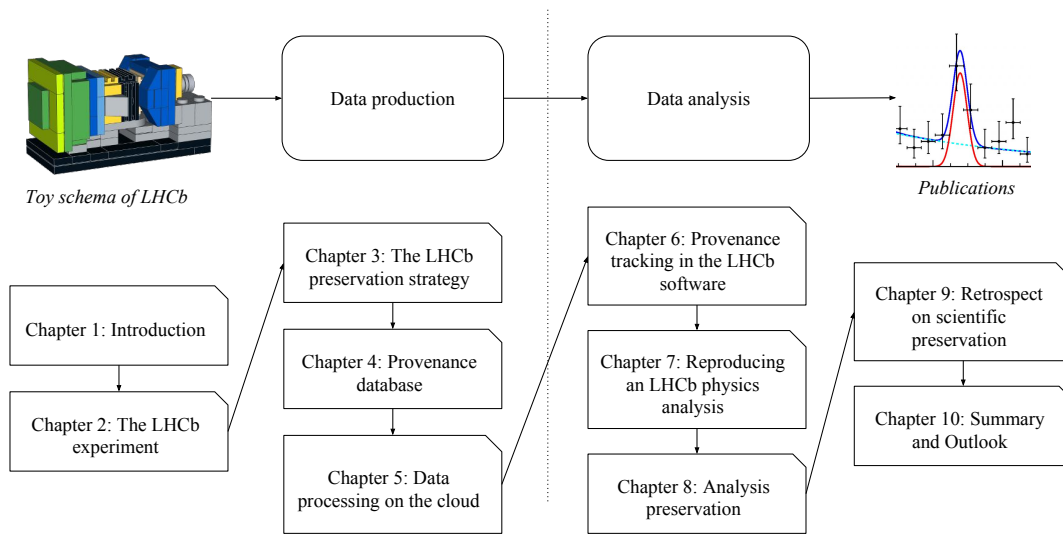 Data production
Data analysis
Toy schema of LHCb
Publications
Chapter 1: Introduction
Chapter 2: The LHCb
experiment
Chapter 3: The LHCb
preservation strategy
Chapter 4: Provenance
database
Chapter 5: Data
processing on the cloud
Chapter 6: Provenance
tracking in the LHCb
software
Chapter 7: Reproducing
an LHCb physics
analysis
Chapter 8: Analysis
preservation
Chapter 9: Retrospect
on scientific
preservation
Chapter 10: Summary
and Outlook